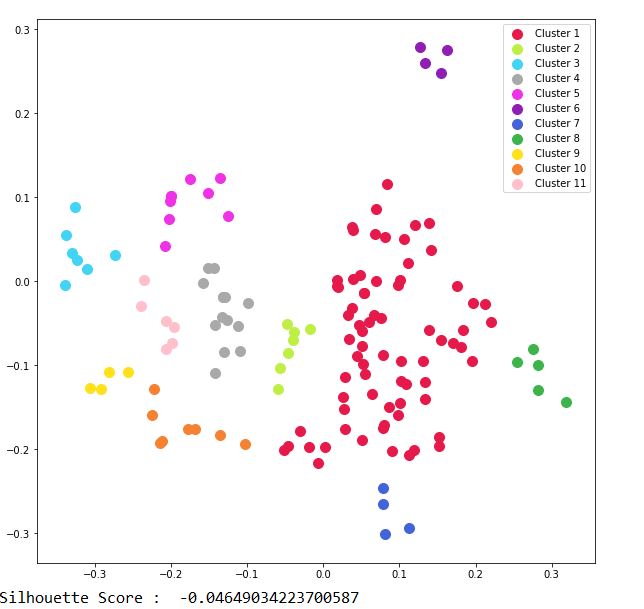 0.3
0.2
0.1
0.0
−0.1
−0.2
−0.3
Cluster 1
Cluster 2
Cluster 3
Cluster 4
Cluster 5
Cluster 6
Cluster 7
Cluster 8
Cluster 9
Cluster 10
Cluster 11
−0.3 −0.2 −0.1 0.0 0.1 0.2 0.3
Silhouette Score :  -0.04649034223700587